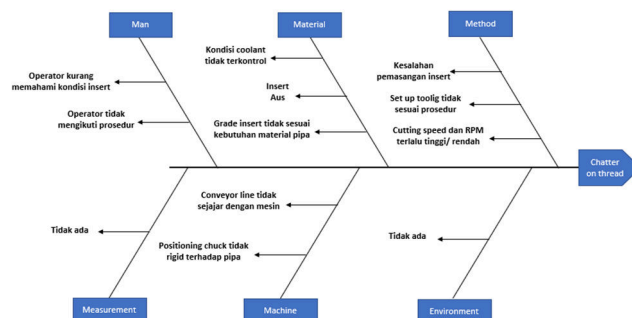 Man
Material
Method
Kondisi coolant
tidak terkontrol
Operator kurang
memahami kondisi insert
Insert
Aus
Kesalahan
pemasangan insert
Operator tidak
mengikuti prosedur
Grade insert tidak sesuai
kebutuhan material pipa
Set up toolig tidak
sesuai prosedur
Cutting speed dan RPM
terlalu tinggi/ rendah
Chatter
on thread
Tidak ada
Conveyor line tidak
sejajar dengan mesin
Positioning chuck tidak
rigid terhadap pipa
Tidak ada
Measurement
Machine
Environment